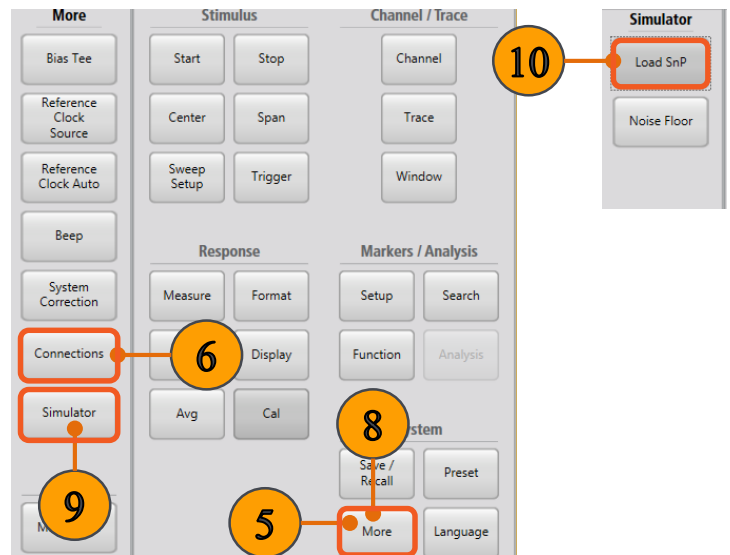 More
Bias Tee
Reference
Clock
Source
Reference
Clock Auto
Beep
System
Correction
Connections
Simulator
9
Stimulus
Start
Stop
Center
Span
Sweep
Setup
Trigger
Channel / Trace
Channel
Trace
Window
Response
Measure
Format
6
Display
Avg
Cal
Markers / Analysis
Setup
Search
Function
Analysis
8
Save /
Recall
Preset
5
More
Language
10
Simulator
Load SnP
Noise Floor